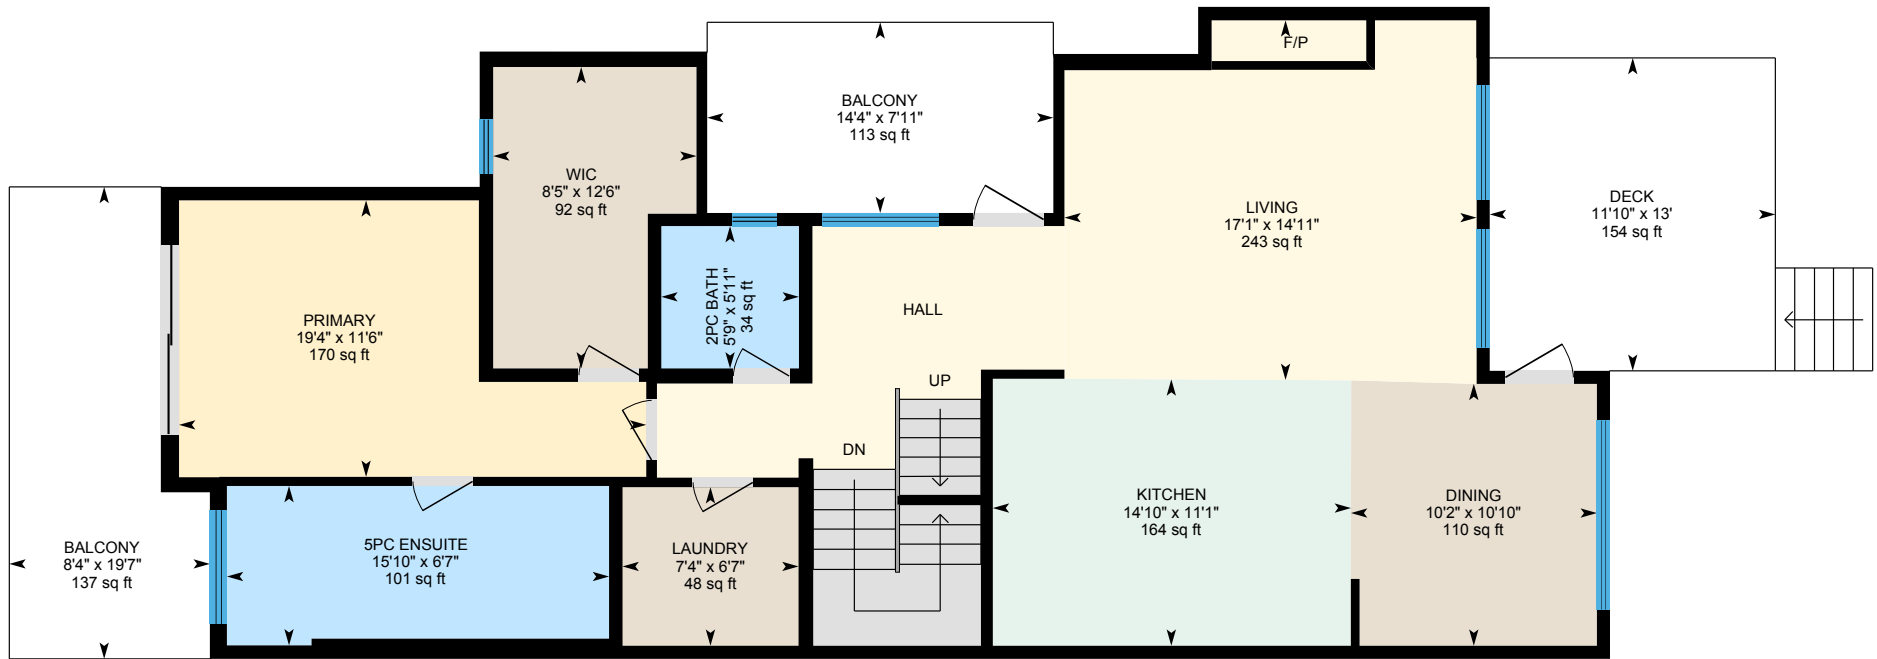 F/P
BALCONY
14'4" x 7'11"
113 sq ft
WIC
8'5" x 12'6"
92 sq ft
LIVING
17'1" x 14'11"
243 sq ft
DECK
11'10" x 13'
154 sq ft
PRIMARY
19'4" x 11'6"
170 sq ft
2PC BATH
5'9" x 5'11"
34 sq ft
HALL
UP
DN
KITCHEN
14'10" x 11'1"
164 sq ft
DINING
10'2" x 10'10"
110 sq ft
BALCONY
8'4" x 19'7"
137 sq ft
5PC ENSUITE
15'10" x 6'7"
101 sq ft
LAUNDRY
7'4" x 6'7"
48 sq ft